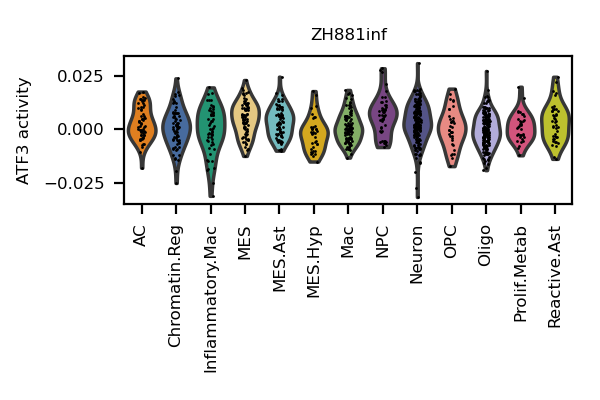 ZH881inf
ATF3 activity
0.025
0.000
−0.025
AC
Chromatin.Reg
Inflammatory.Mac
MES
MES.Ast
MES.Hyp
Mac
NPC
Neuron
OPC
Oligo
Prolif.Metab
Reactive.Ast